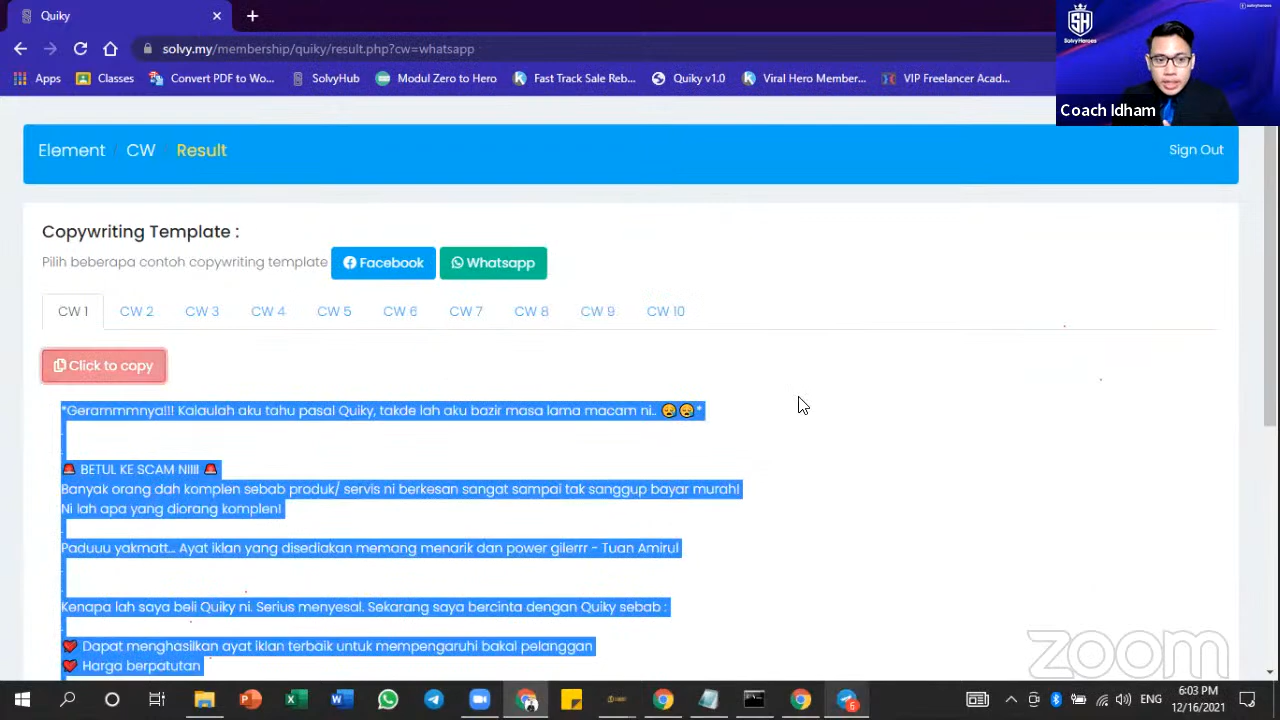 Quiky
solvy.my/membership/quiky/result.php?cw=whatsapp
Apps Classes Convert PDF to Wo... SolvyHub Modul Zero to Hero Fast Track Sale Reb... Quiky v1.0 Viral Hero Member... VIP Freelancer Acad...
SH
SolvyHeroes
solvyheroes
Coach Idham
Element / CW / Result Sign Out
Copywriting Template :
Pilih beberapa contoh copywriting template Facebook Whatsapp
CW 1 CW 2 CW 3 CW 4 CW 5 CW 6 CW 7 CW 8 CW 9 CW 10
Click to copy
*Gerarnmmnya!!! Kalaulah aku tahu pasal Quiky, takde lah aku bazir masa lama macam ni.. 😪😪*
.
.
🚨 BETUL KE SCAM NIIII 🚨
Banyak orang dah komplen sebab produk/ servis ni berkesan sangat sampai tak sanggup bayar murah!
Ni lah apa yang diorang komplen!
.
Paduuu yakmatt... Ayat iklan yang disediakan memang menarik dan power gilerrr - Tuan Amirul
.
.
Kenapa lah saya beli Quiky ni. Serius menyesal. Sekarang saya bercinta dengan Quiky sebab :
.
❤️ Dapat menghasilkan ayat iklan terbaik untuk mempengaruhi bakal pelanggan
❤️ Harga berpatutan
zoom
ENG
6:03 PM
12/16/2021